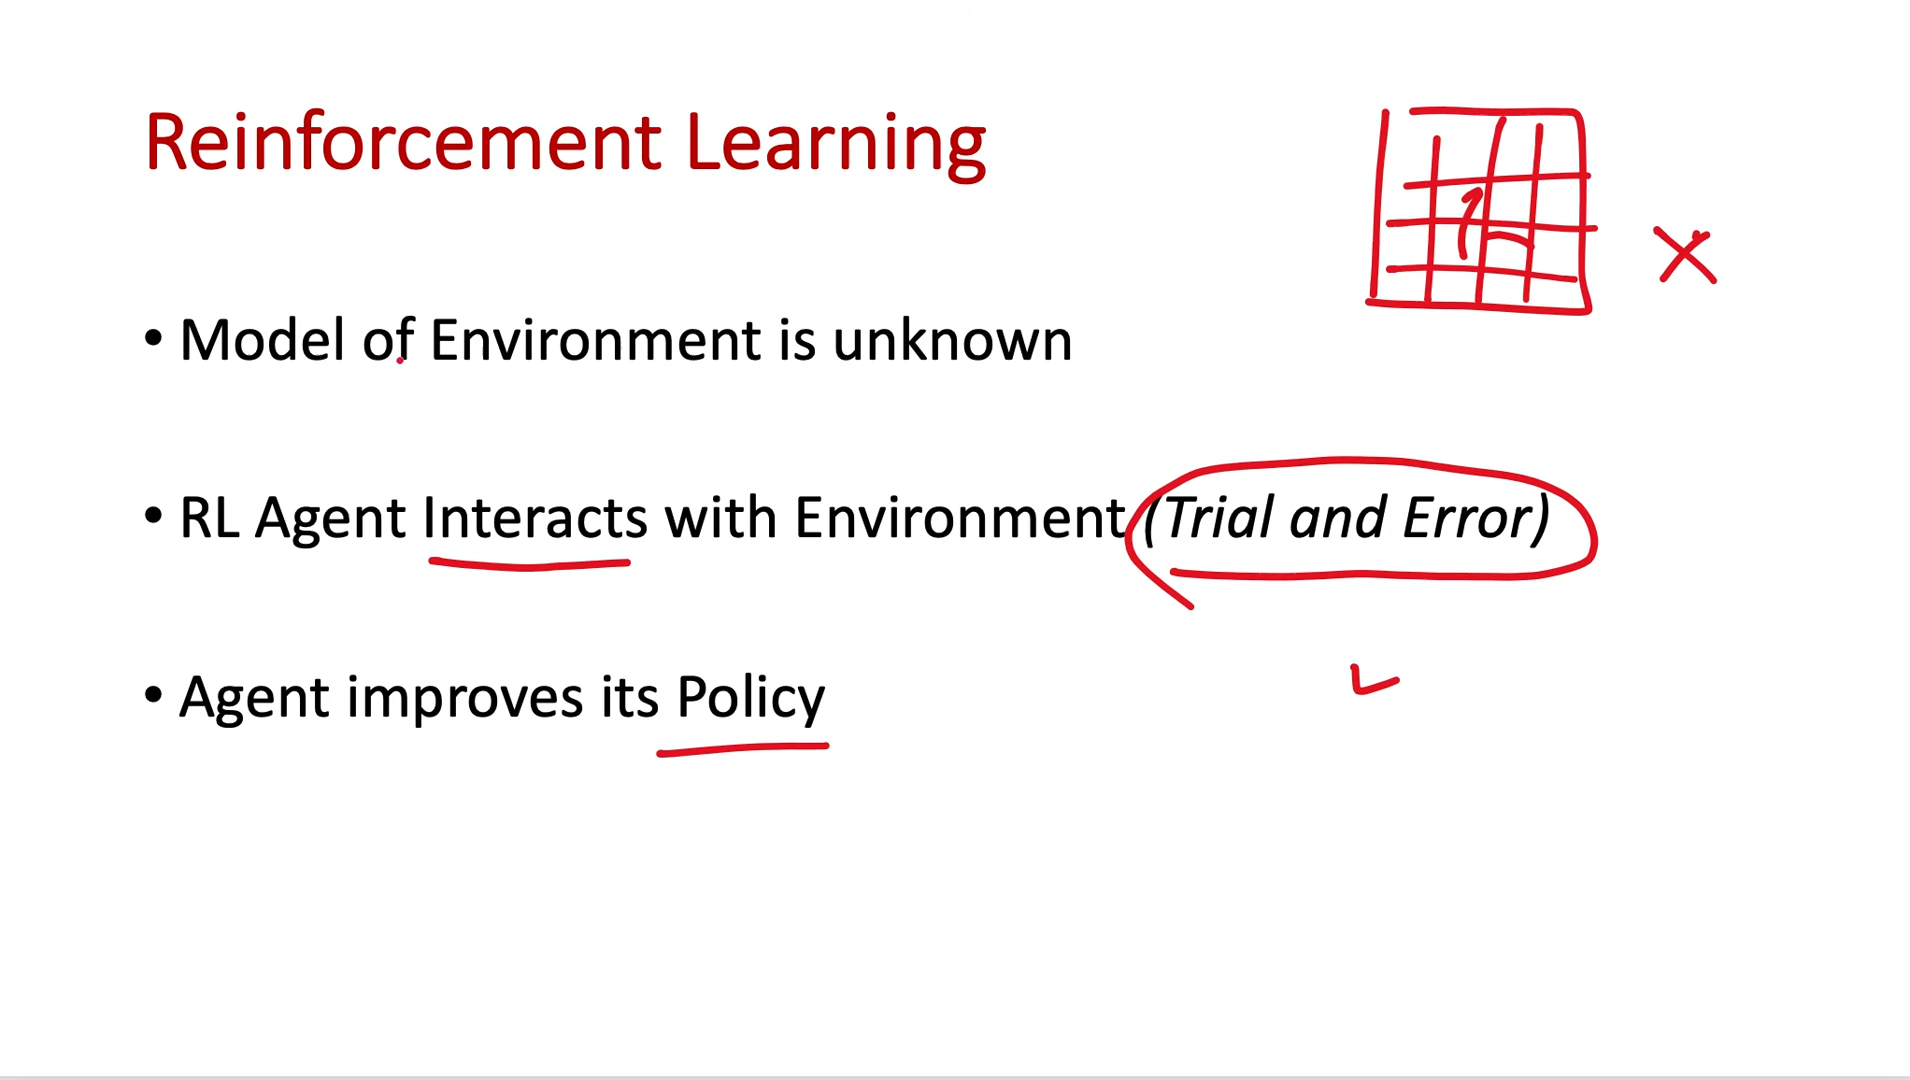 Reinforcement Learning
• Model of Environment is unknown
• RL Agent Interacts with Environment (Trial and Error)
• Agent improves its Policy